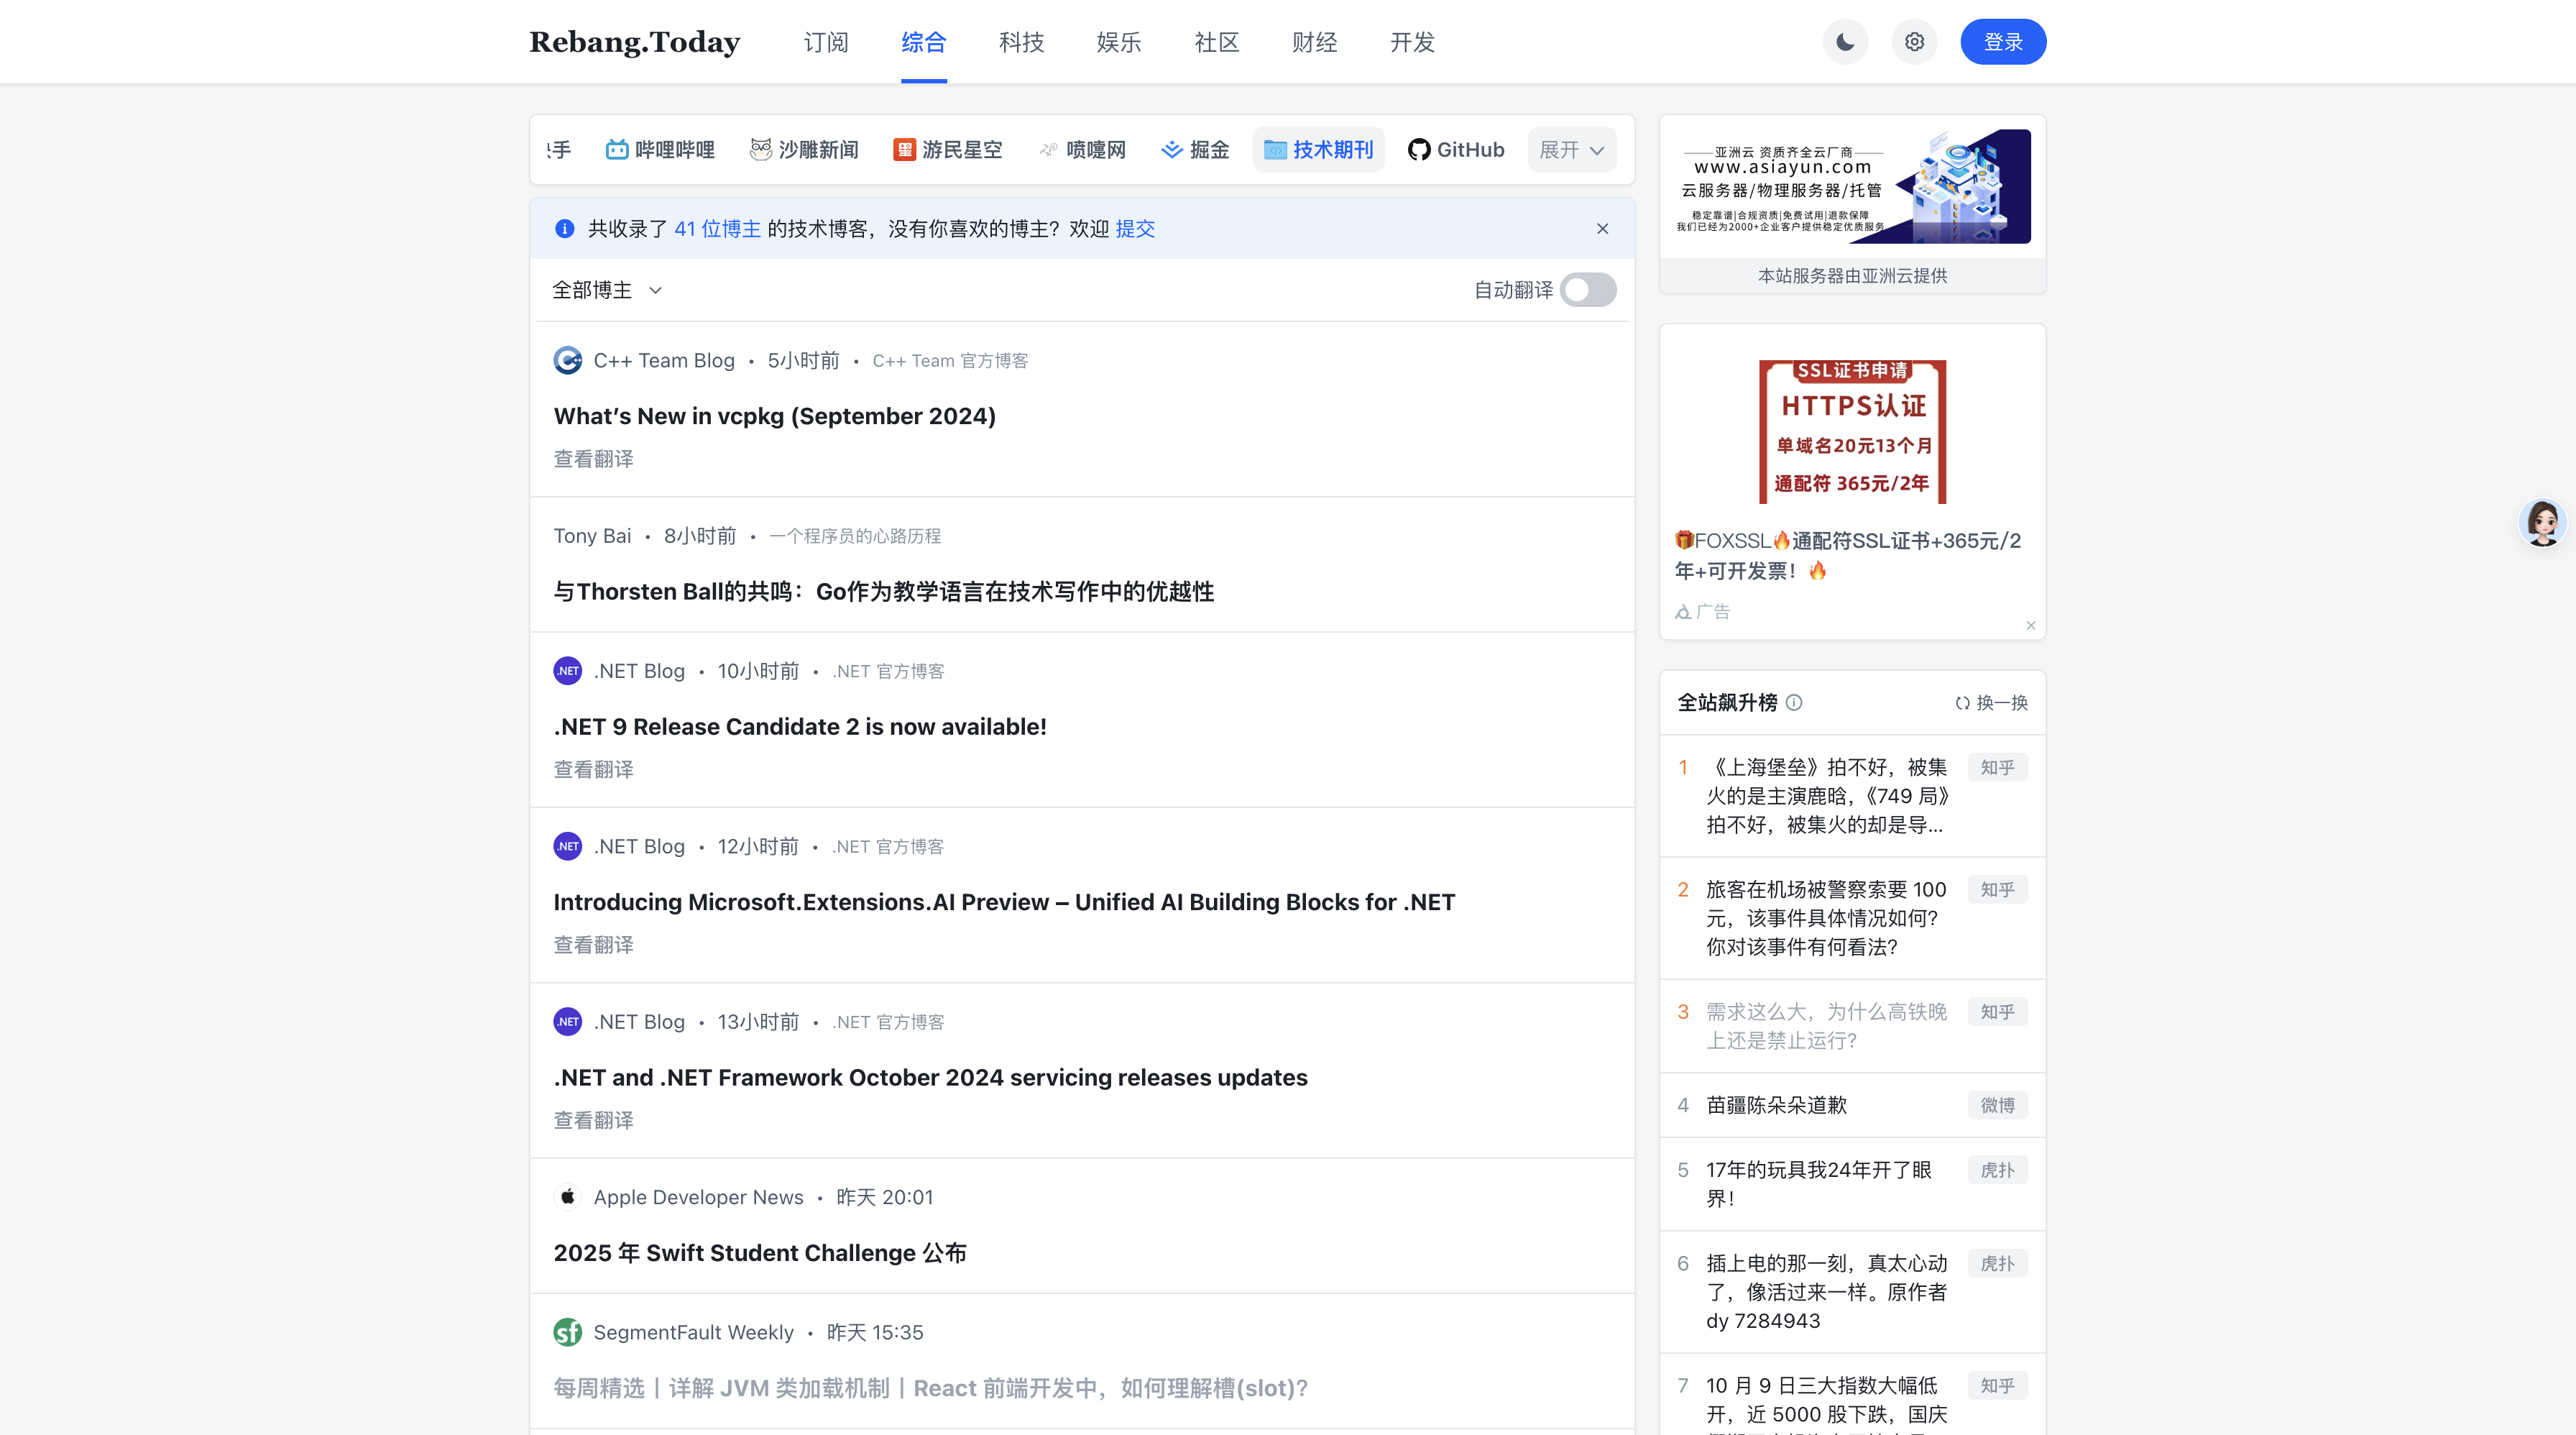 Rebang.Today 订阅 综合 科技 娱乐 社区 财经 开发 登录
手 哔哩哔哩 沙雕新闻 游民星空 喷嚏网 掘金 技术期刊 GitHub 展开
共收录了 41 位博主 的技术博客，没有你喜欢的博主？欢迎 提交
全部博主 自动翻译
C++ Team Blog • 5小时前 • C++ Team 官方博客
What’s New in vcpkg (September 2024)
查看翻译
Tony Bai • 8小时前 • 一个程序员的心路历程
与Thorsten Ball的共鸣：Go作为教学语言在技术写作中的优越性
.NET .NET Blog • 10小时前 • .NET 官方博客
.NET 9 Release Candidate 2 is now available!
查看翻译
.NET .NET Blog • 12小时前 • .NET 官方博客
Introducing Microsoft.Extensions.AI Preview – Unified AI Building Blocks for .NET
查看翻译
.NET .NET Blog • 13小时前 • .NET 官方博客
.NET and .NET Framework October 2024 servicing releases updates
查看翻译
Apple Developer News • 昨天 20:01
2025 年 Swift Student Challenge 公布
sf SegmentFault Weekly • 昨天 15:35
每周精选丨详解 JVM 类加载机制丨React 前端开发中，如何理解槽(slot)?
亚洲云 资质齐全云厂商
www.asiayun.com
云服务器/物理服务器/托管
稳定靠谱|合规资质|免费试用|退款保障
我们已经为2000+企业客户提供稳定优质服务
本站服务器由亚洲云提供
SSL证书申请
HTTPS认证
单域名20元13个月
通配符 365元/2年
FOXSSL通配符SSL证书+365元/2
年+可开发票！
广告
全站飙升榜 换一换
1 《上海堡垒》拍不好，被集 知乎
火的是主演鹿晗，《749 局》
拍不好，被集火的却是导...
2 旅客在机场被警察索要 100 知乎
元，该事件具体情况如何？
你对该事件有何看法？
3 需求这么大，为什么高铁晚 知乎
上还是禁止运行？
4 苗疆陈朵朵道歉 微博
5 17年的玩具我24年开了眼 虎扑
界！
6 插上电的那一刻，真太心动 虎扑
了，像活过来一样。原作者
dy 7284943
7 10 月 9 日三大指数大幅低 知乎
开，近 5000 股下跌，国庆